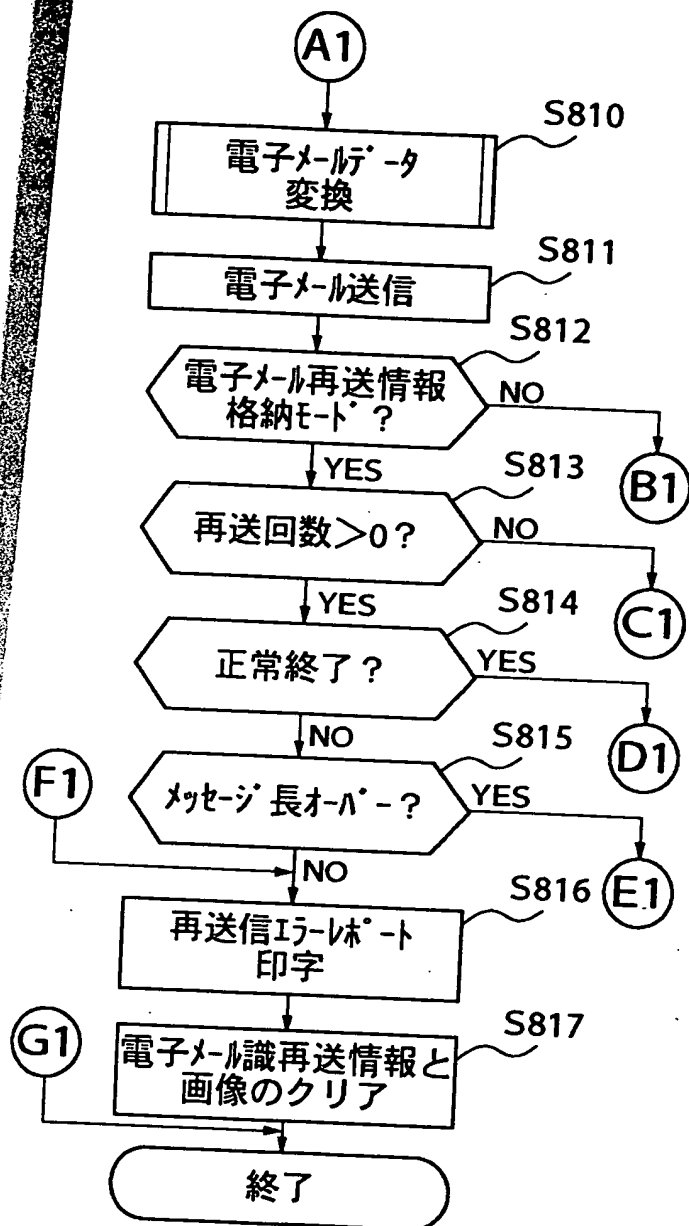 A1
S810
電子メールデータ
変換
S811
電子メール送信
S812
電子メール再送情報
格納モード?
NO
B1
YES
S813
再送回数>0?
NO
C1
YES
S814
正常終了?
YES
D1
NO
S815
F1
メッセージ長オーバー?
YES
E1
NO
S816
再送信エラーレポート
印字
S817
G1
電子メール識再送情報と
画像のクリア
終了